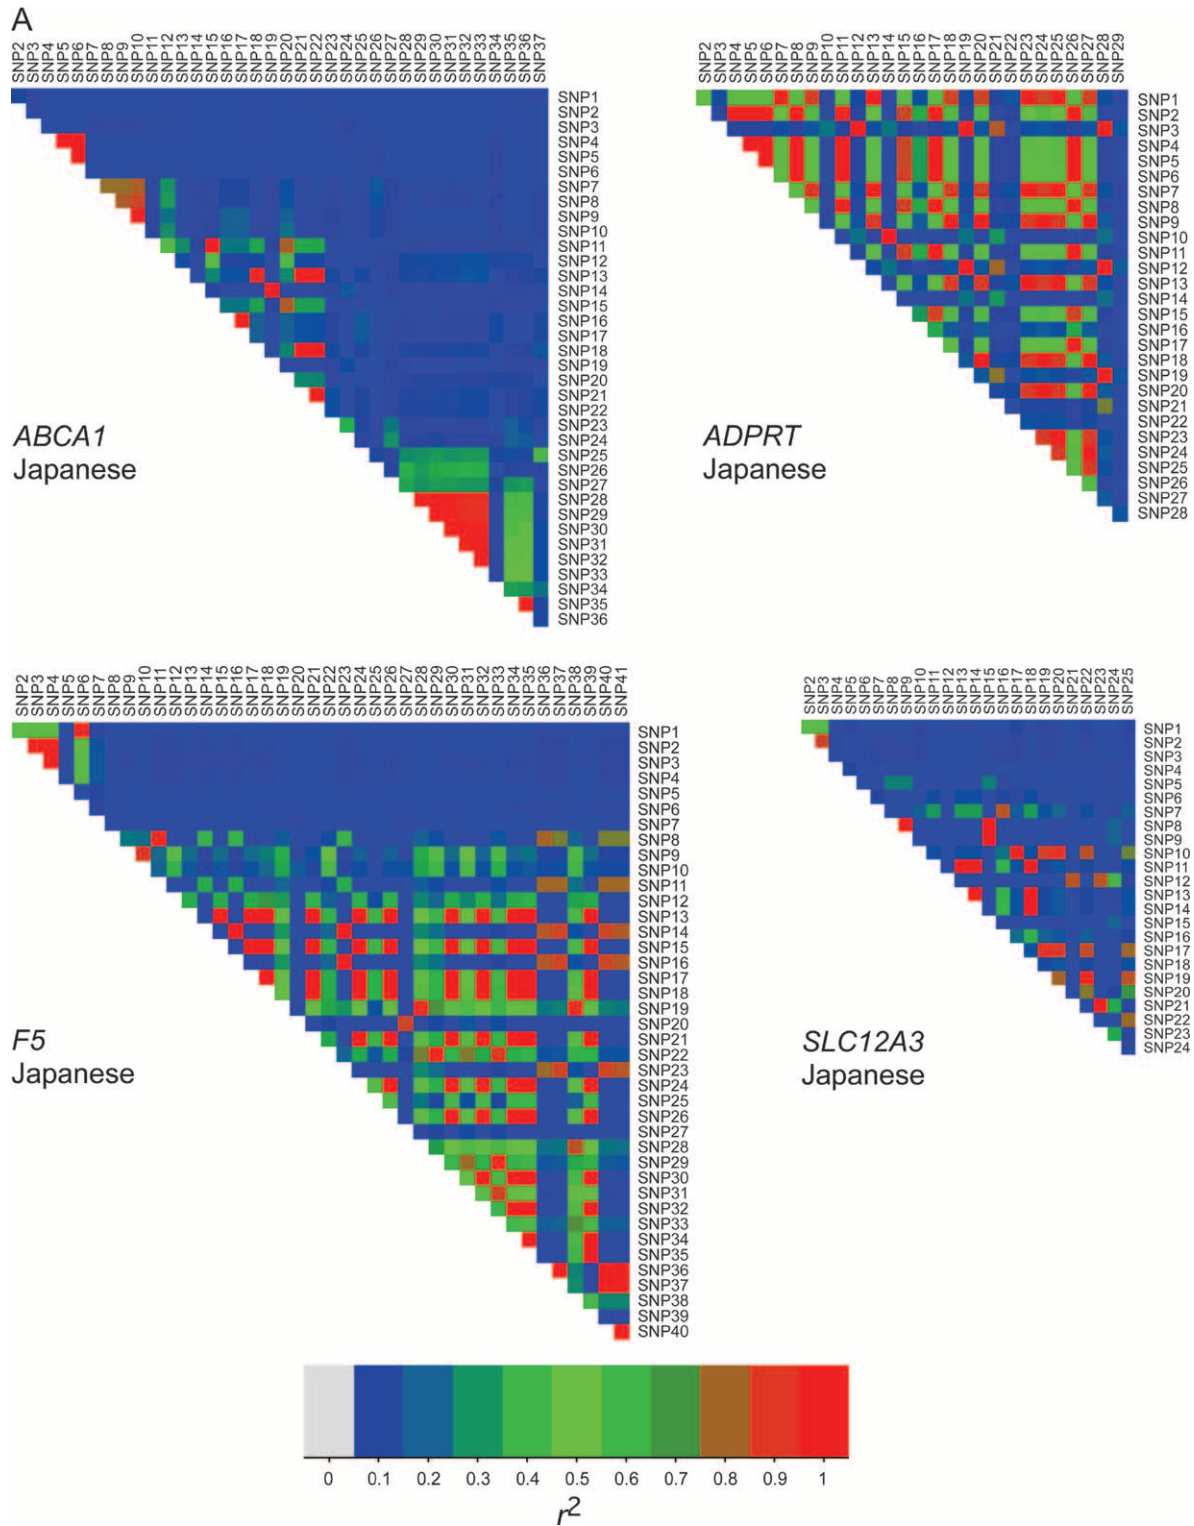 A
SNP2 SNP3 SNP4 SNP5 SNP6 SNP7 SNP8 SNP9 SNP10 SNP11 SNP12 SNP13 SNP14 SNP15 SNP16 SNP17 SNP18 SNP19 SNP20 SNP21 SNP22 SNP23 SNP24 SNP25 SNP26 SNP27 SNP28 SNP29 SNP30 SNP31 SNP32 SNP33 SNP34 SNP35 SNP36 SNP37
SNP1
SNP2
SNP3
SNP4
SNP5
SNP6
SNP7
SNP8
SNP9
SNP10
SNP11
SNP12
SNP13
SNP14
SNP15
SNP16
SNP17
SNP18
SNP19
SNP20
SNP21
SNP22
SNP23
SNP24
SNP25
SNP26
SNP27
SNP28
SNP29
SNP30
SNP31
SNP32
SNP33
SNP34
SNP35
SNP36
ABCA1
Japanese
SNP2 SNP3 SNP4 SNP5 SNP6 SNP7 SNP8 SNP9 SNP10 SNP11 SNP12 SNP13 SNP14 SNP15 SNP16 SNP17 SNP18 SNP19 SNP20 SNP21 SNP22 SNP23 SNP24 SNP25 SNP26 SNP27 SNP28 SNP29
SNP1
SNP2
SNP3
SNP4
SNP5
SNP6
SNP7
SNP8
SNP9
SNP10
SNP11
SNP12
SNP13
SNP14
SNP15
SNP16
SNP17
SNP18
SNP19
SNP20
SNP21
SNP22
SNP23
SNP24
SNP25
SNP26
SNP27
SNP28
ADPRT
Japanese
SNP2 SNP3 SNP4 SNP5 SNP6 SNP7 SNP8 SNP9 SNP10 SNP11 SNP12 SNP13 SNP14 SNP15 SNP16 SNP17 SNP18 SNP19 SNP20 SNP21 SNP22 SNP23 SNP24 SNP25 SNP26 SNP27 SNP28 SNP29 SNP30 SNP31 SNP32 SNP33 SNP34 SNP35 SNP36 SNP37 SNP38 SNP39 SNP40 SNP41
SNP1
SNP2
SNP3
SNP4
SNP5
SNP6
SNP7
SNP8
SNP9
SNP10
SNP11
SNP12
SNP13
SNP14
SNP15
SNP16
SNP17
SNP18
SNP19
SNP20
SNP21
SNP22
SNP23
SNP24
SNP25
SNP26
SNP27
SNP28
SNP29
SNP30
SNP31
SNP32
SNP33
SNP34
SNP35
SNP36
SNP37
SNP38
SNP39
SNP40
F5
Japanese
SNP2 SNP3 SNP4 SNP5 SNP6 SNP7 SNP8 SNP9 SNP10 SNP11 SNP12 SNP13 SNP14 SNP15 SNP16 SNP17 SNP18 SNP19 SNP20 SNP21 SNP22 SNP23 SNP24 SNP25
SNP1
SNP2
SNP3
SNP4
SNP5
SNP6
SNP7
SNP8
SNP9
SNP10
SNP11
SNP12
SNP13
SNP14
SNP15
SNP16
SNP17
SNP18
SNP19
SNP20
SNP21
SNP22
SNP23
SNP24
SLC12A3
Japanese
0 0.1 0.2 0.3 0.4 0.5 0.6 0.7 0.8 0.9 1
r²